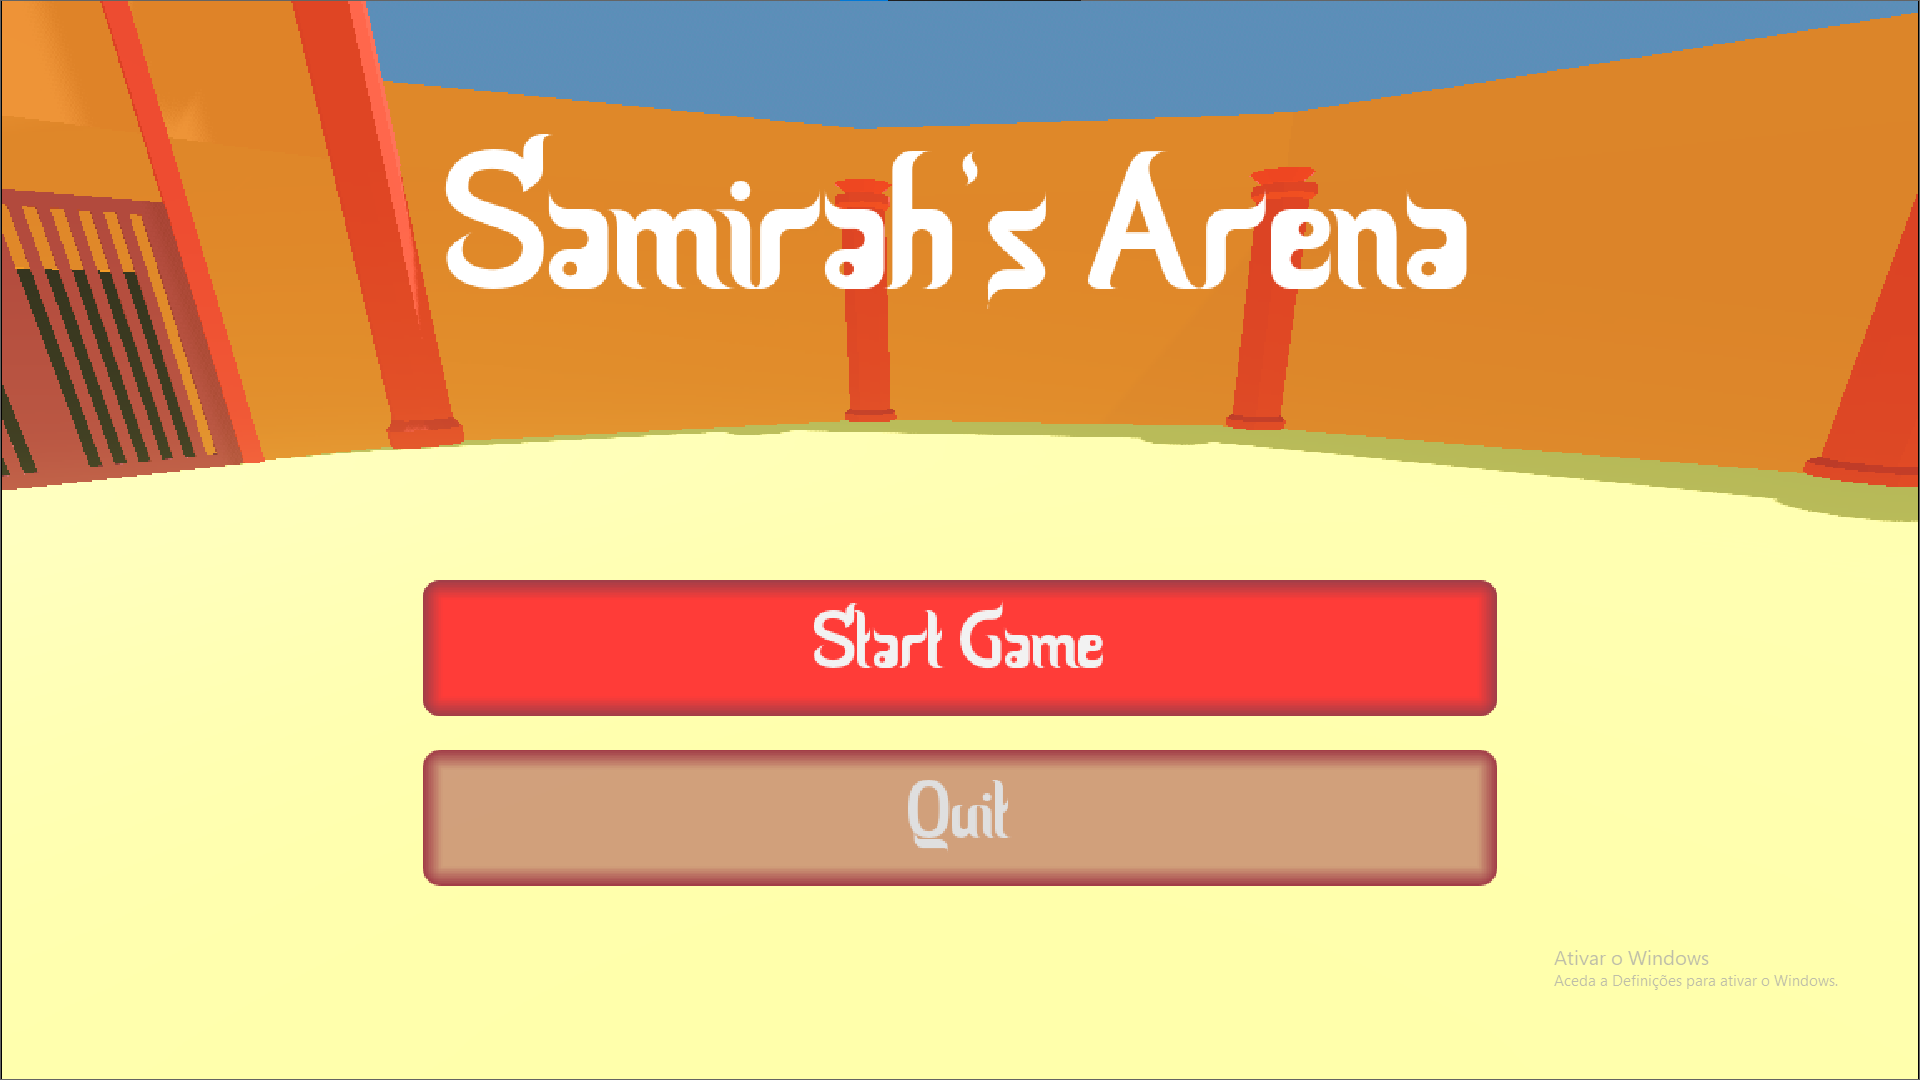 Samirah's Arena
Start Game
Quit
Ativar o Windows
Aceda a Definições para ativar o Windows.